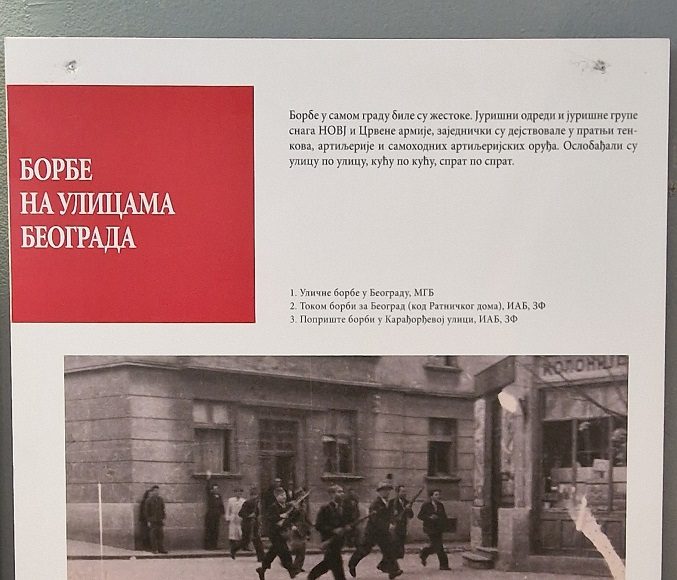 БОРБЕ
НА УЛИЦАМА
БЕОГРАДА
Борбе у самом граду биле су жестоке. Јуришни одреди и јуришне групе
снага НОВЈ и Црвене армије, заједнички су дејствовале у пратњи тен-
кова, артиљерије и самоходних артиљеријских оруђа. Ослобађали су
улицу по улицу, кућу по кућу, спрат по спрат.
1. Уличне борбе у Београду, МГБ
2. Током борби за Београд (код Ратничког дома), ИАБ, ЗФ
3. Поприште борби у Карађорђевој улици, ИАБ, ЗФ